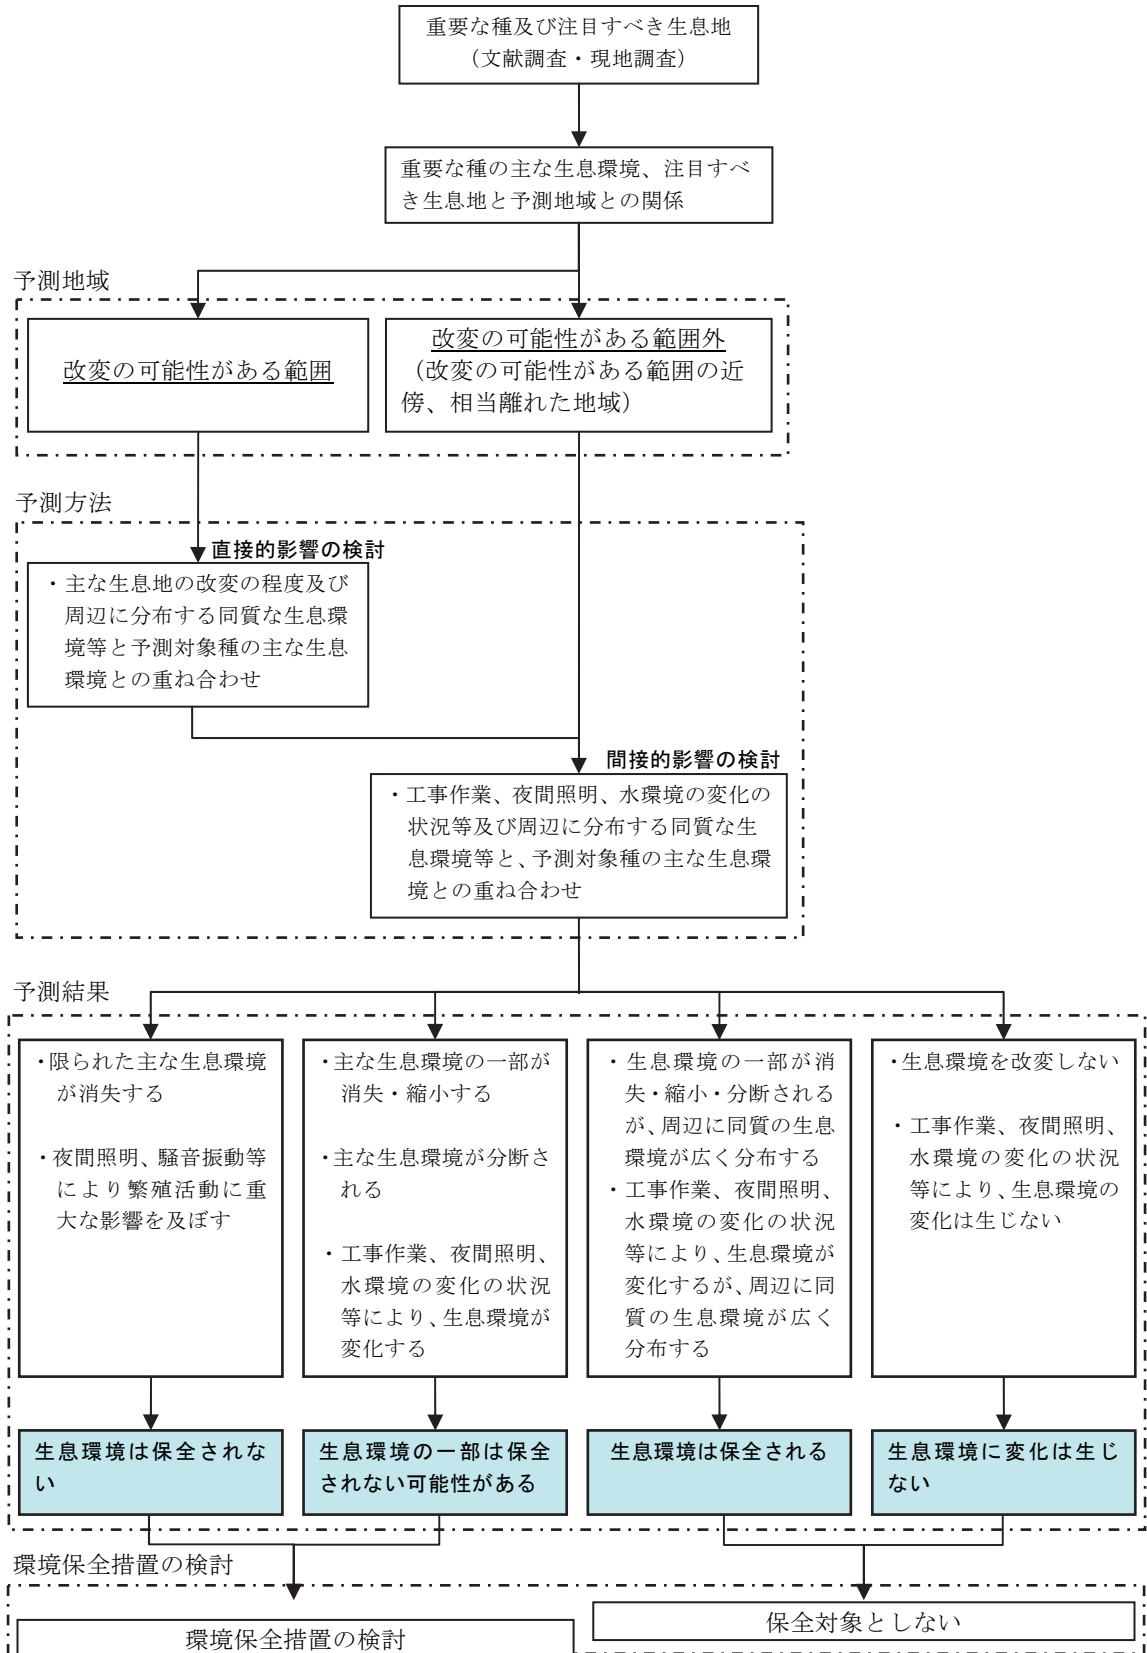 重要な種及び注目すべき生息地
（文献調査・現地調査）
重要な種の主な生息環境、注目すべ
き生息地と予測地域との関係
予測地域
改変の可能性がある範囲
改変の可能性がある範囲外
（改変の可能性がある範囲の近
傍、相当離れた地域）
予測方法
直接的影響の検討
・主な生息地の改変の程度及び
周辺に分布する同質な生息環
境等と予測対象種の主な生息
環境との重ね合わせ
間接的影響の検討
・工事作業、夜間照明、水環境の変化の
状況等及び周辺に分布する同質な生
息環境等と、予測対象種の主な生息環
境との重ね合わせ
予測結果
・限られた主な生息環境
が消失する
・夜間照明、騒音振動等
により繁殖活動に重
大な影響を及ぼす
・主な生息環境の一部が
消失・縮小する
・主な生息環境が分断さ
れる
・工事作業、夜間照明、
水環境の変化の状況
等により、生息環境が
変化する
・生息環境の一部が消
失・縮小・分断される
が、周辺に同質の生息
環境が広く分布する
・工事作業、夜間照明、
水環境の変化の状況
等により、生息環境が
変化するが、周辺に同
質の生息環境が広く
分布する
・生息環境を改変しない
・工事作業、夜間照明、
水環境の変化の状況
等により、生息環境の
変化は生じない
生息環境は保全されな
い
生息環境の一部は保全
されない可能性がある
生息環境は保全される
生息環境に変化は生じ
ない
環境保全措置の検討
環境保全措置の検討
保全対象としない